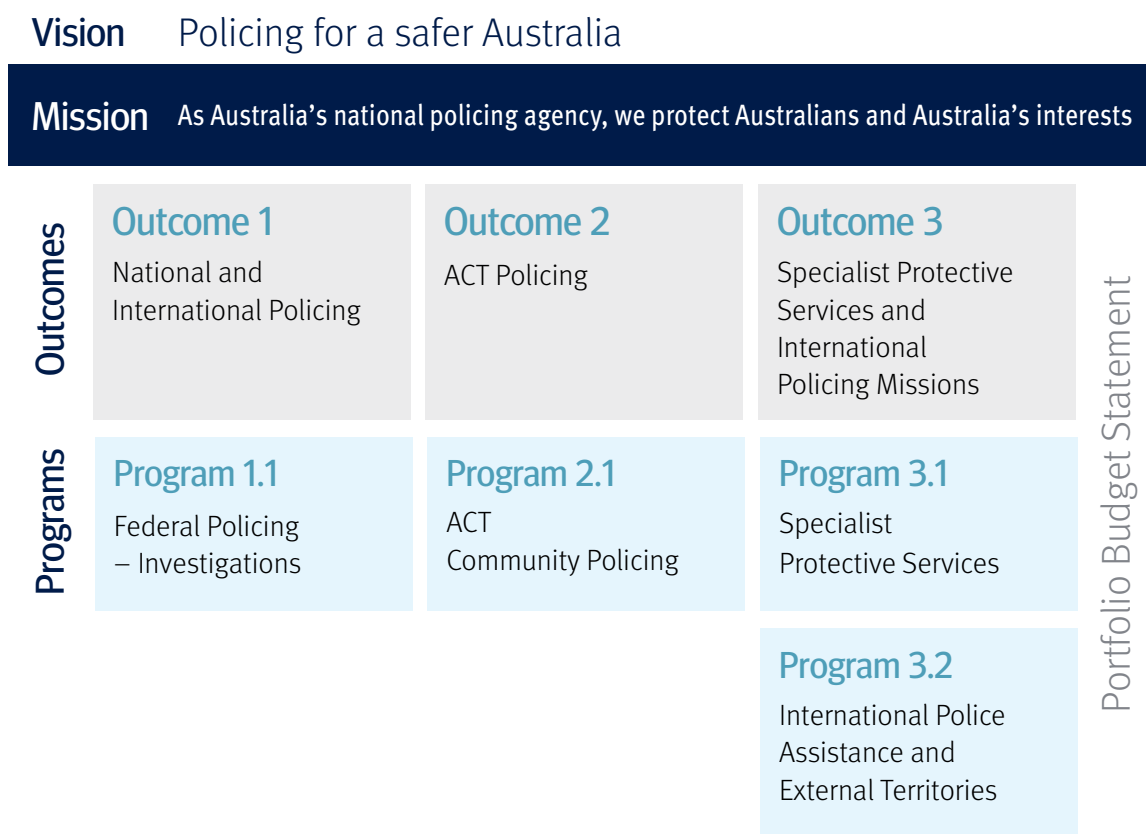 Vision Policing for a safer Australia
Mission As Australia’s national policing agency, we protect Australians and Australia’s interests
Outcomes
Outcome 1
National and
International Policing
Outcome 2
ACT Policing
Outcome 3
Specialist Protective
Services and
International
Policing Missions
Programs
Program 1.1
Federal Policing
– Investigations
Program 2.1
ACT
Community Policing
Program 3.1
Specialist
Protective Services
Program 3.2
International Police
Assistance and
External Territories
Portfolio Budget Statement